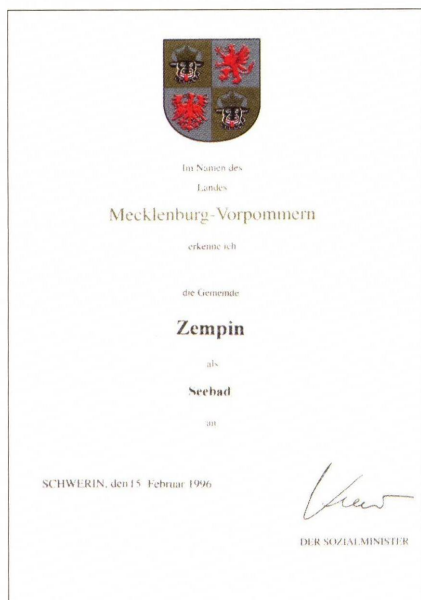 Im Namen des
Landes
Mecklenburg-Vorpommern
erkenne ich
die Gemeinde
Zempin
als
Seebad
an
SCHWERIN, den 15. Februar 1996
DER SOZIALMINISTER